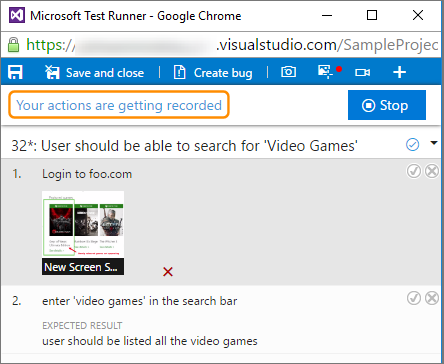 Microsoft Test Runner - Google Chrome
https:// .visualstudio.com/SampleProjec
Save and close | Create bug
Your actions are getting recorded
Stop
32*: User should be able to search for 'Video Games'
1. Login to foo.com
New Screen S...
2. enter 'video games' in the search bar
EXPECTED RESULT
user should be listed all the video games